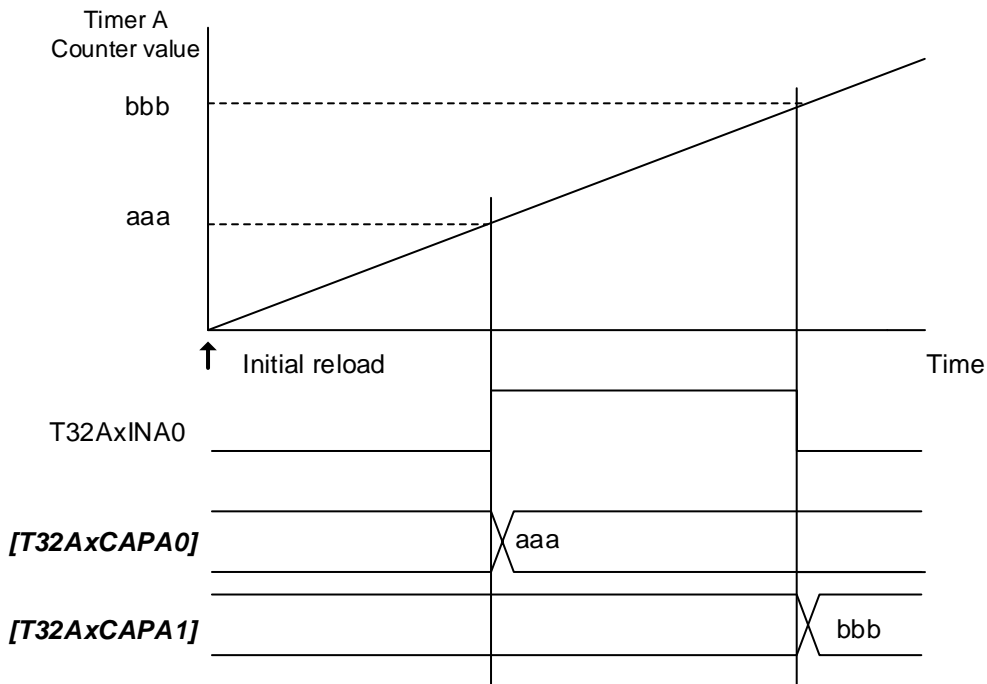 Timer A
Counter value
bbb
aaa
Initial reload
Time
T32AxINA0
[T32AxCAPA0]
aaa
[T32AxCAPA1]
bbb